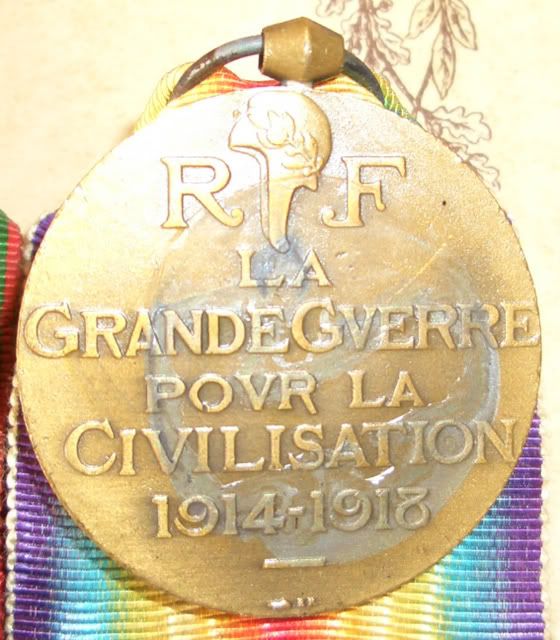 R F
LA
GRANDE GVERRE
POVR LA
CIVILISATION
1914-1918